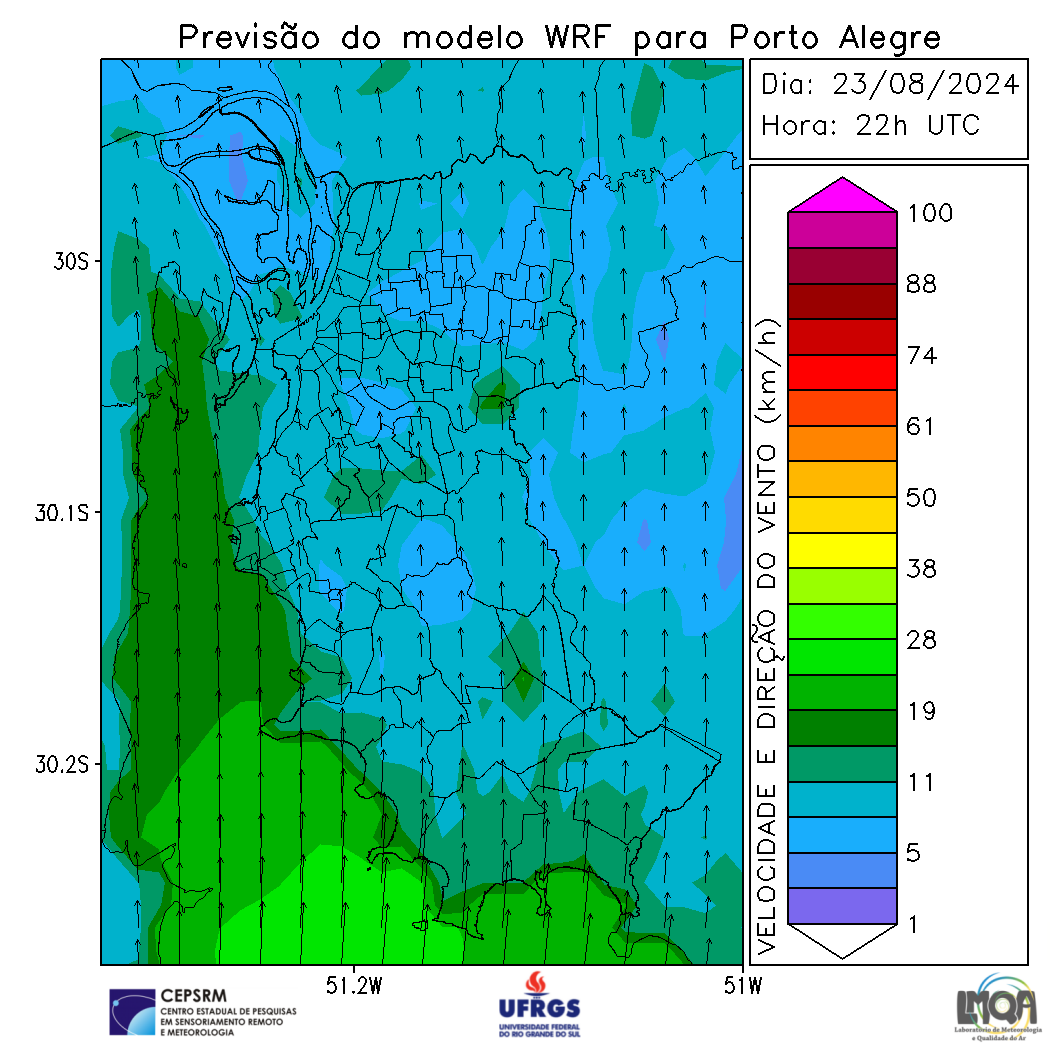 Previsão do modelo WRF para Porto Alegre
Dia: 23/08/2024
Hora: 22h UTC
30S
30.1S
30.2S
51.2W
51W
VELOCIDADE E DIREÇÃO DO VENTO (km/h)
100
88
74
61
50
38
28
19
11
5
1
CEPSRM
CENTRO ESTADUAL DE PESQUISAS
EM SENSORIAMENTO REMOTO
E METEOROLOGIA
UFRGS
UNIVERSIDADE FEDERAL
DO RIO GRANDE DO SUL
LMQA
Laboratório de Meteorologia
e Qualidade do Ar